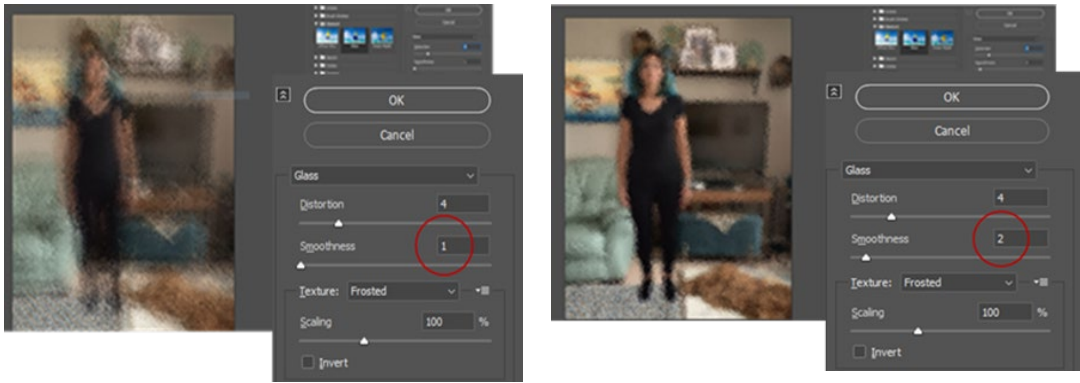 OK
Cancel
Glass
Distortion 4
Smoothness 1
Texture: Frosted
Scaling 100 %
Invert
OK
Cancel
Glass
Distortion 4
Smoothness 2
Texture: Frosted
Scaling 100 %
Invert